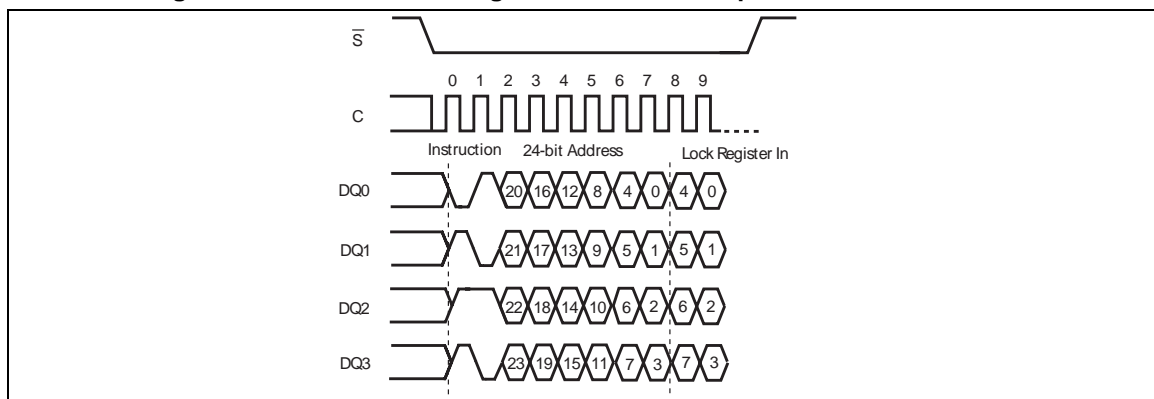 S
0 1 2 3 4 5 6 7 8 9
C
Instruction 24-bit Address Lock Register In
DQ0 20 16 12 8 4 0 4 0
DQ1 21 17 13 9 5 1 5 1
DQ2 22 18 14 10 6 2 6 2
DQ3 23 19 15 11 7 3 7 3